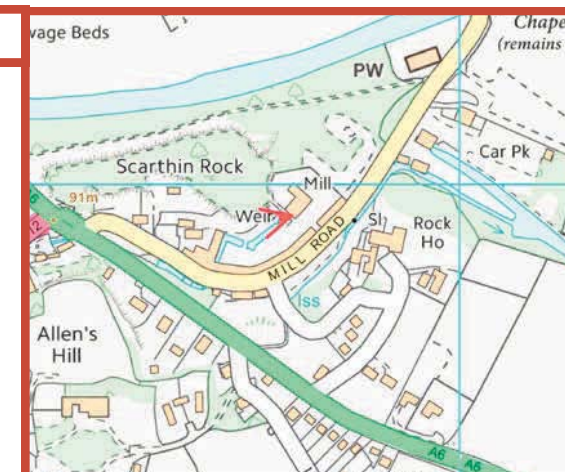 Chape
(remains
vage Beds
PW
Car Pk
Scarthin Rock
Mill
91m
Weir
Sl
Rock
Ho
MILL ROAD
Iss
Allen's
Hill
A6
A6